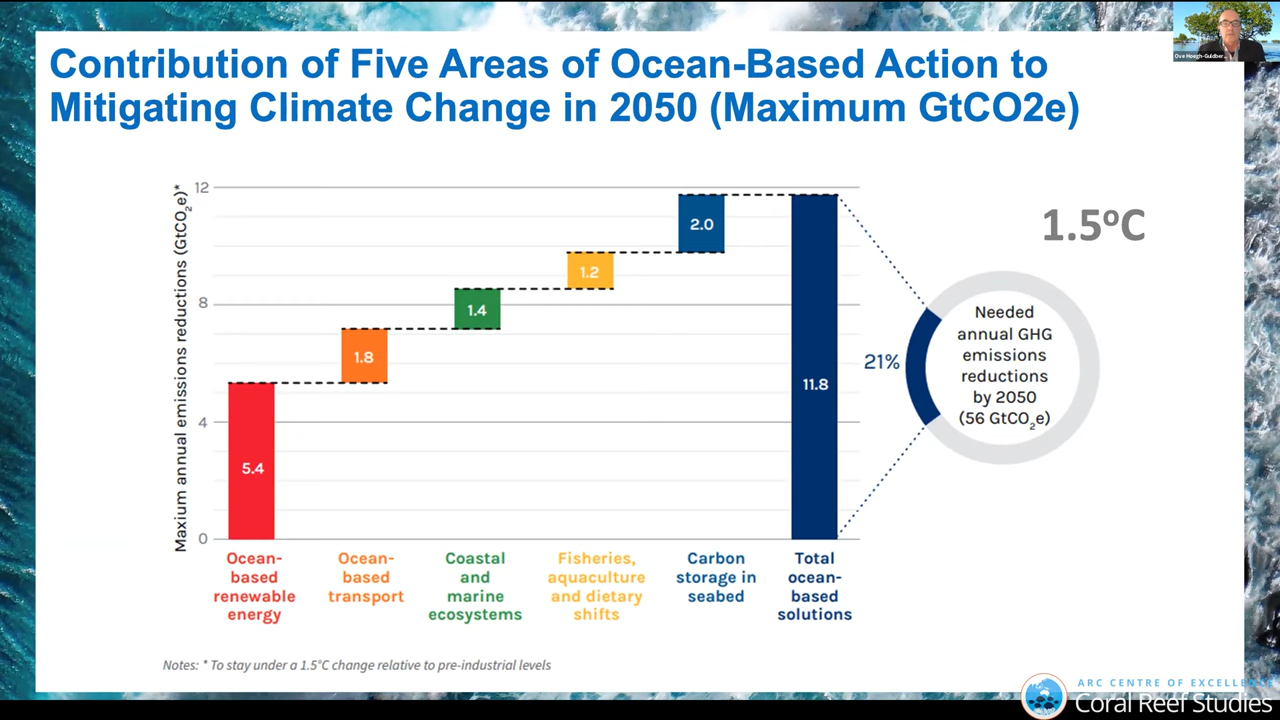 Contribution of Five Areas of Ocean-Based Action to
Mitigating Climate Change in 2050 (Maximum GtCO2e)
Ove Hoegh-Guldber...
Maxium annual emissions reductions (GtCO₂e)*
12
8
4
0
5.4
1.8
1.4
1.2
2.0
11.8
Ocean-
based
renewable
energy
Ocean-
based
transport
Coastal
and
marine
ecosystems
Fisheries,
aquaculture
and dietary
shifts
Carbon
storage in
seabed
Total
ocean-
based
solutions
1.5ºC
21%
Needed
annual GHG
emissions
reductions
by 2050
(56 GtCO₂e)
Notes: * To stay under a 1.5°C change relative to pre-industrial levels
ARC CENTRE OF EXCELLENCE
Coral Reef Studies